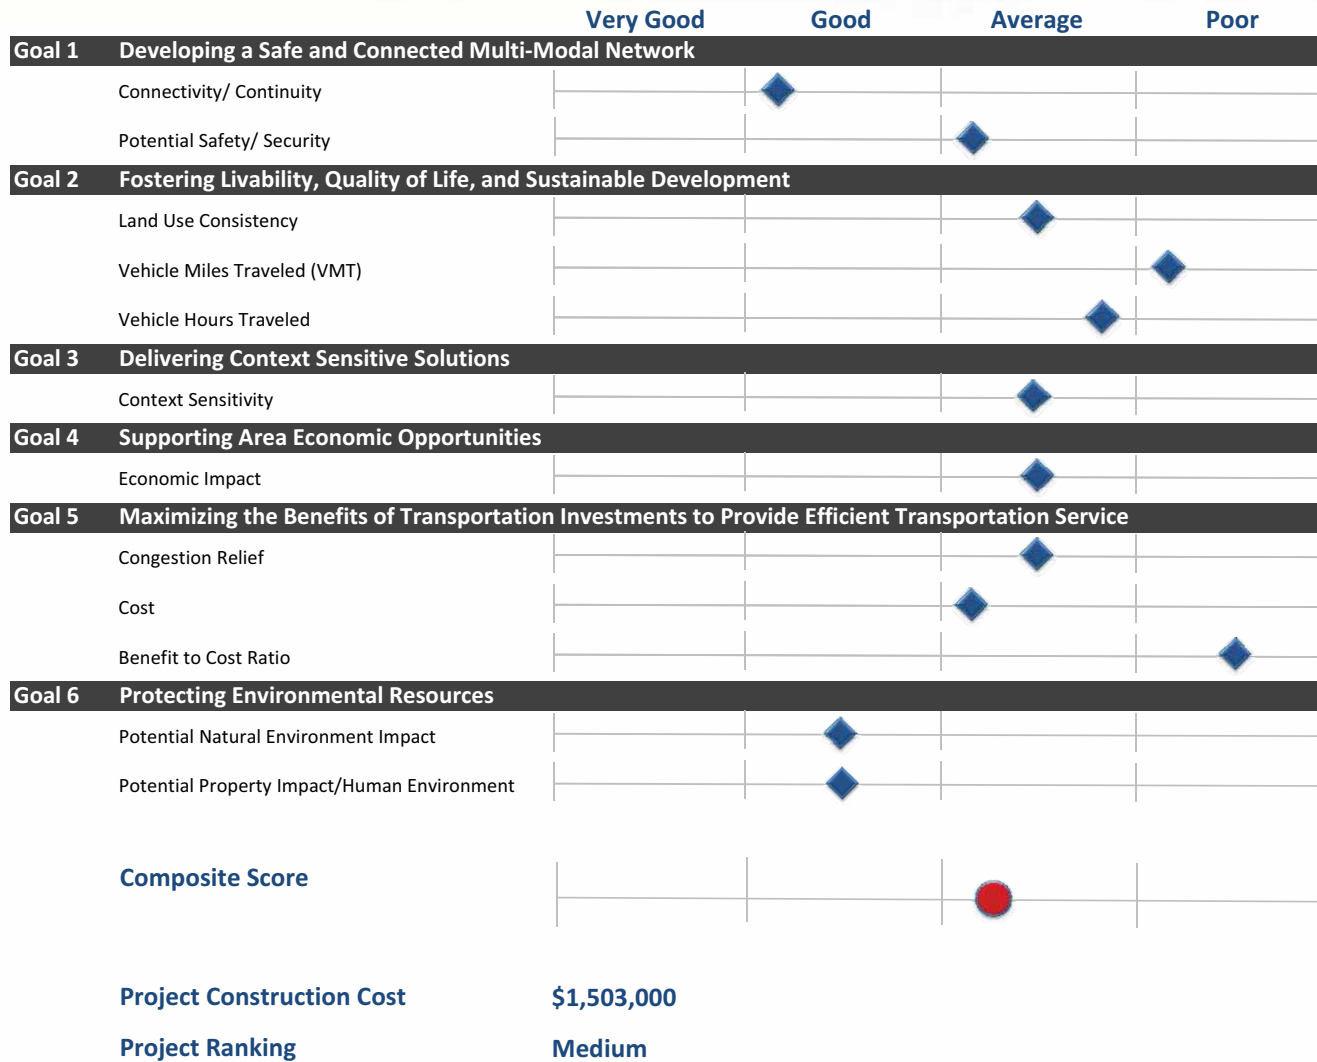 Very Good Good Average Poor
Goal 1 Developing a Safe and Connected Multi-Modal Network
Connectivity/ Continuity
Potential Safety/ Security
Goal 2 Fostering Livability, Quality of Life, and Sustainable Development
Land Use Consistency
Vehicle Miles Traveled (VMT)
Vehicle Hours Traveled
Goal 3 Delivering Context Sensitive Solutions
Context Sensitivity
Goal 4 Supporting Area Economic Opportunities
Economic Impact
Goal 5 Maximizing the Benefits of Transportation Investments to Provide Efficient Transportation Service
Congestion Relief
Cost
Benefit to Cost Ratio
Goal 6 Protecting Environmental Resources
Potential Natural Environment Impact
Potential Property Impact/Human Environment
Composite Score
Project Construction Cost $1,503,000
Project Ranking Medium